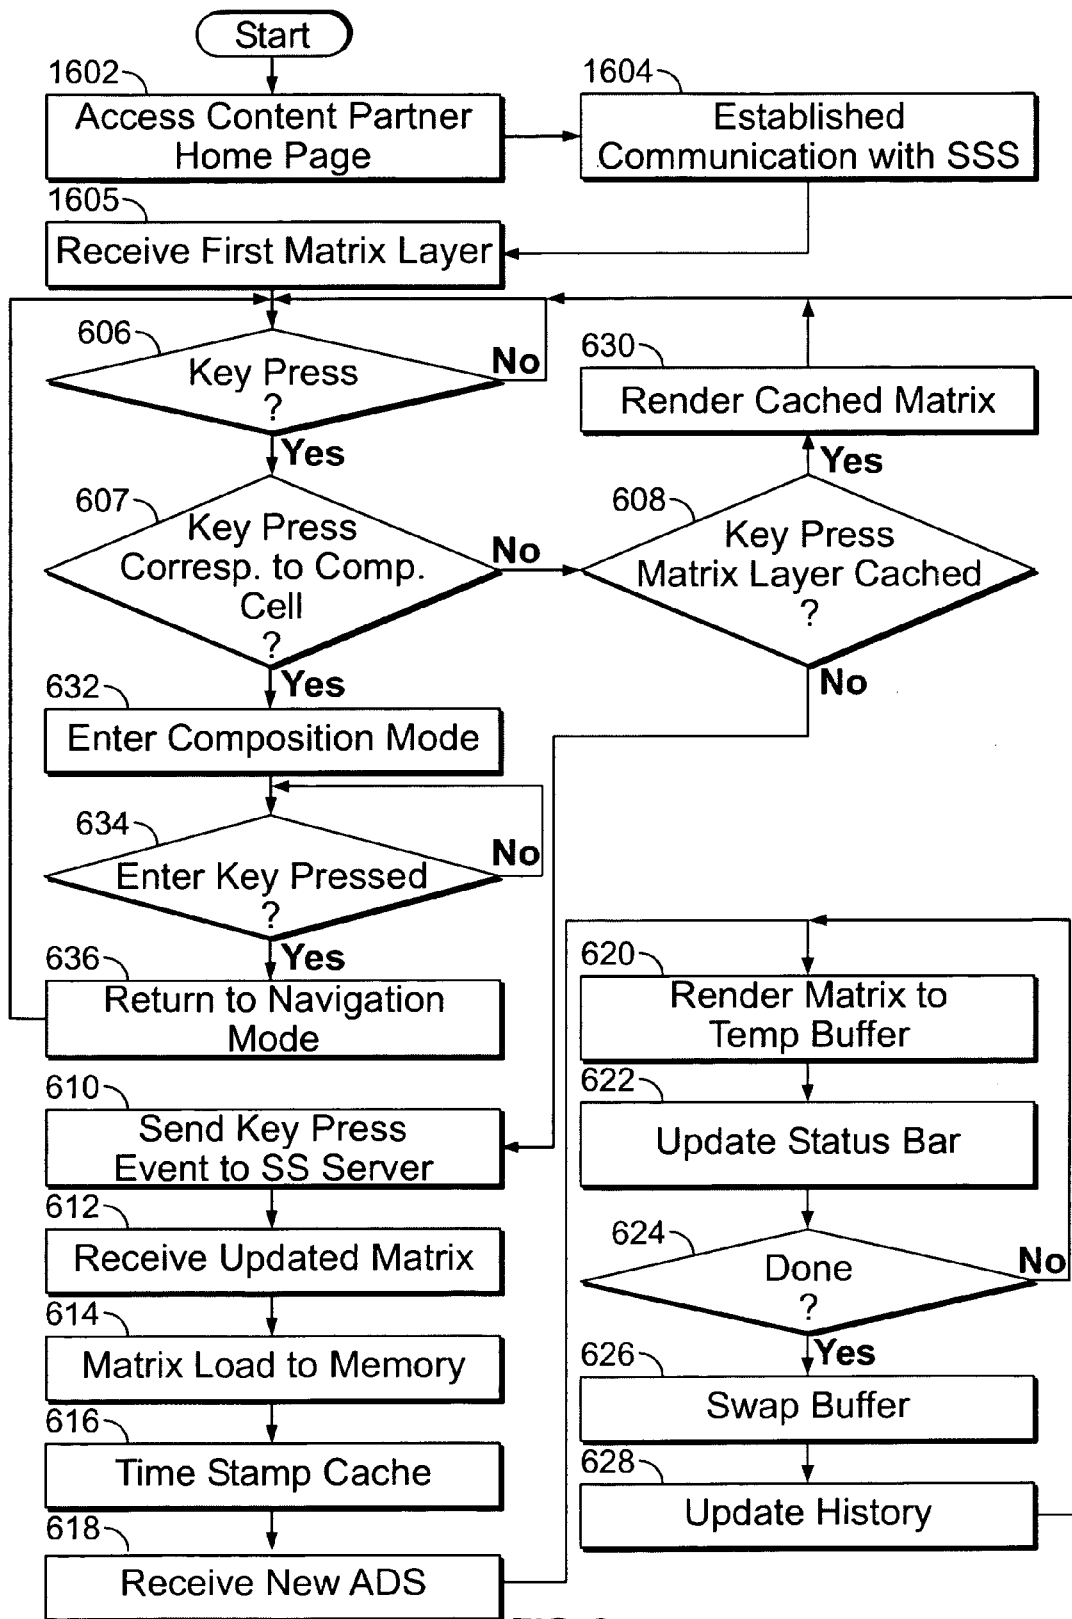 Start
1602
Access Content Partner
Home Page
1604
Established
Communication with SSS
1605
Receive First Matrix Layer
606
Key Press
?
No
Yes
630
Render Cached Matrix
Yes
607
Key Press
Corresp. to Comp.
Cell
?
No
Yes
608
Key Press
Matrix Layer Cached
?
No
632
Enter Composition Mode
634
Enter Key Pressed
?
No
Yes
636
Return to Navigation
Mode
610
Send Key Press
Event to SS Server
612
Receive Updated Matrix
614
Matrix Load to Memory
616
Time Stamp Cache
618
Receive New ADS
620
Render Matrix to
Temp Buffer
622
Update Status Bar
624
Done
?
No
Yes
626
Swap Buffer
628
Update History